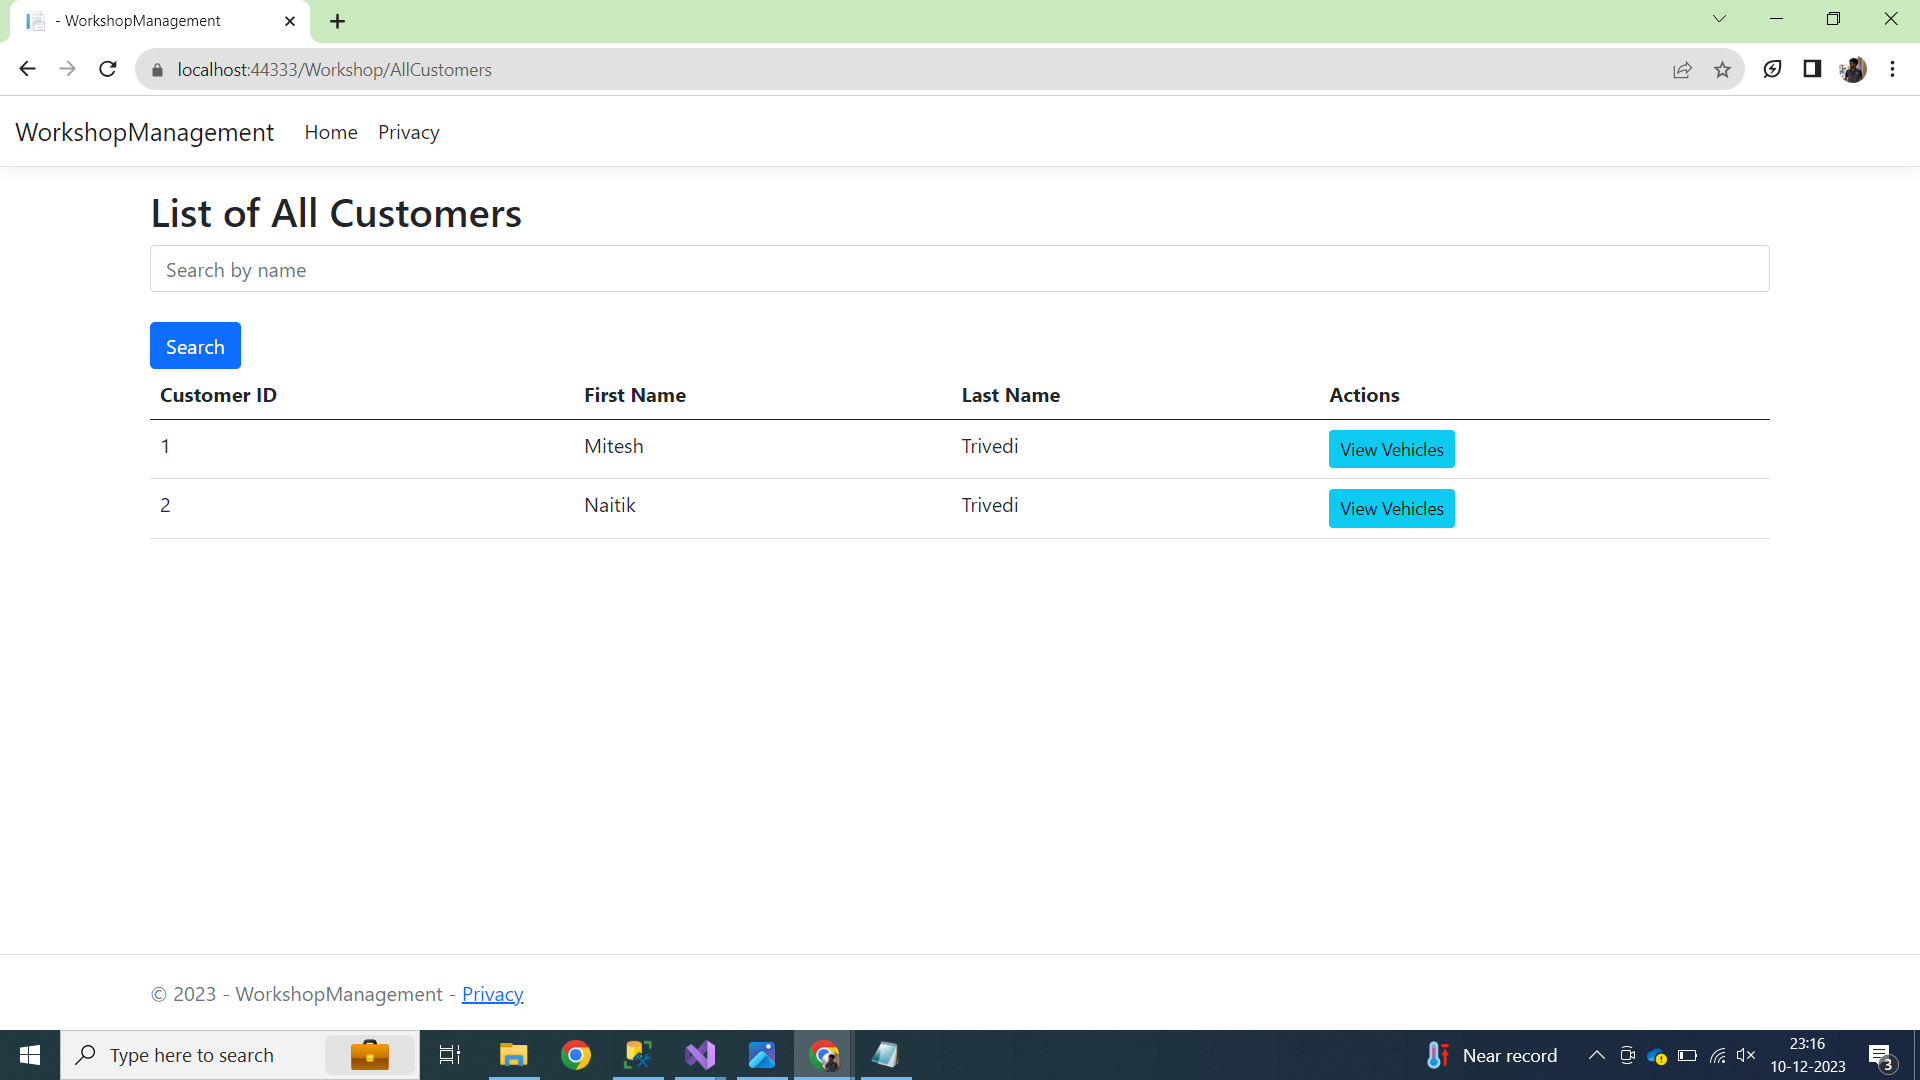 - WorkshopManagement
localhost:44333/Workshop/AllCustomers
WorkshopManagement Home Privacy
List of All Customers
Search by name
Search
Customer ID First Name Last Name Actions
1 Mitesh Trivedi View Vehicles
2 Naitik Trivedi View Vehicles
© 2023 - WorkshopManagement - Privacy
Type here to search
Near record
23:16
10-12-2023
3